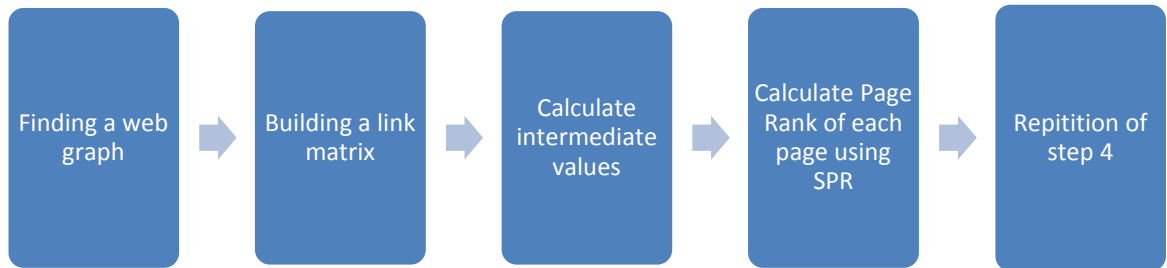 Finding a web
graph
Building a link
matrix
Calculate
intermediate
values
Calculate Page
Rank of each
page using
SPR
Repitition of
step 4